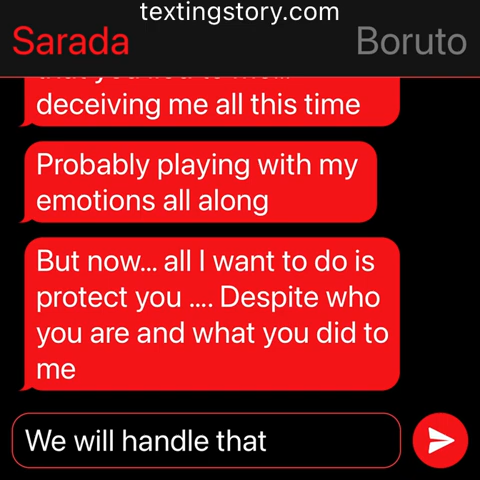 textingstory.com
Sarada Boruto
deceiving me all this time
Probably playing with my
emotions all along
But now... all I want to do is
protect you .... Despite who
you are and what you did to
me
We will handle that